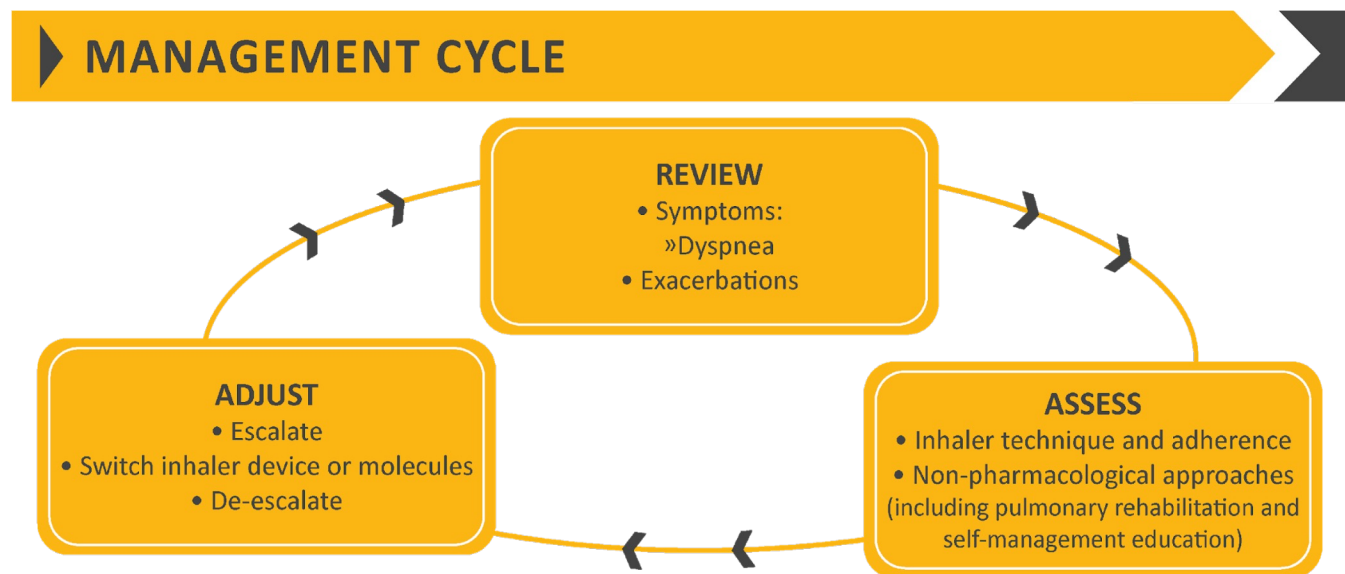 MANAGEMENT CYCLE
REVIEW
• Symptoms:
»Dyspnea
• Exacerbations
ADJUST
• Escalate
• Switch inhaler device or molecules
• De-escalate
ASSESS
• Inhaler technique and adherence
• Non-pharmacological approaches
(including pulmonary rehabilitation and
self-management education)